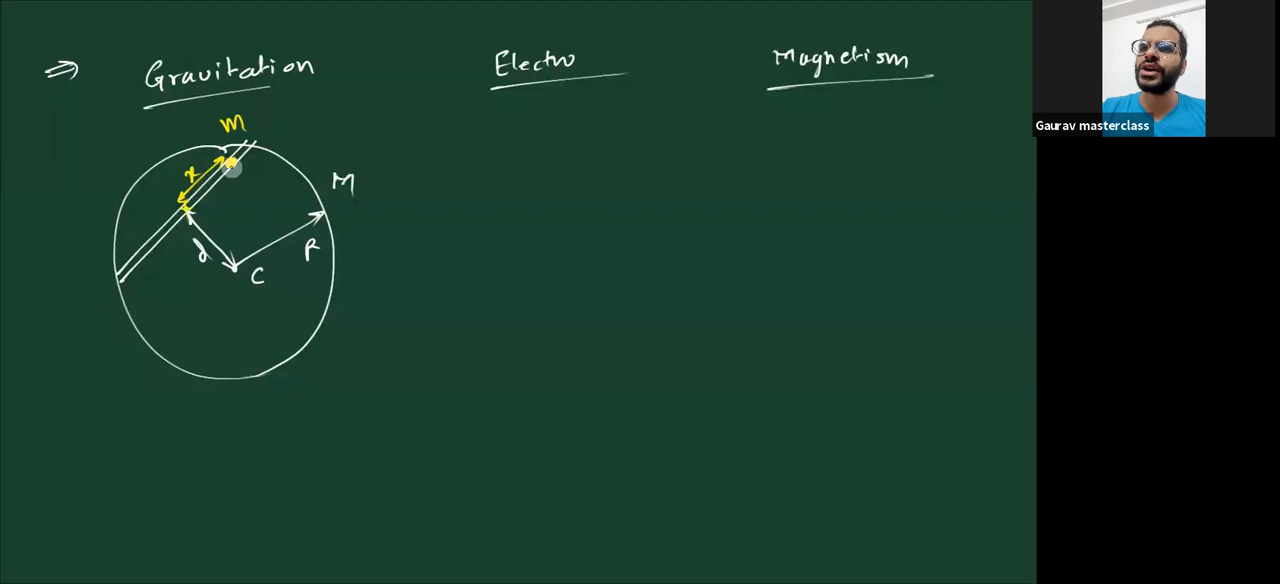 ⇒ Gravitation Electro Magnetism
m
x
M
d
R
C
Gaurav masterclass